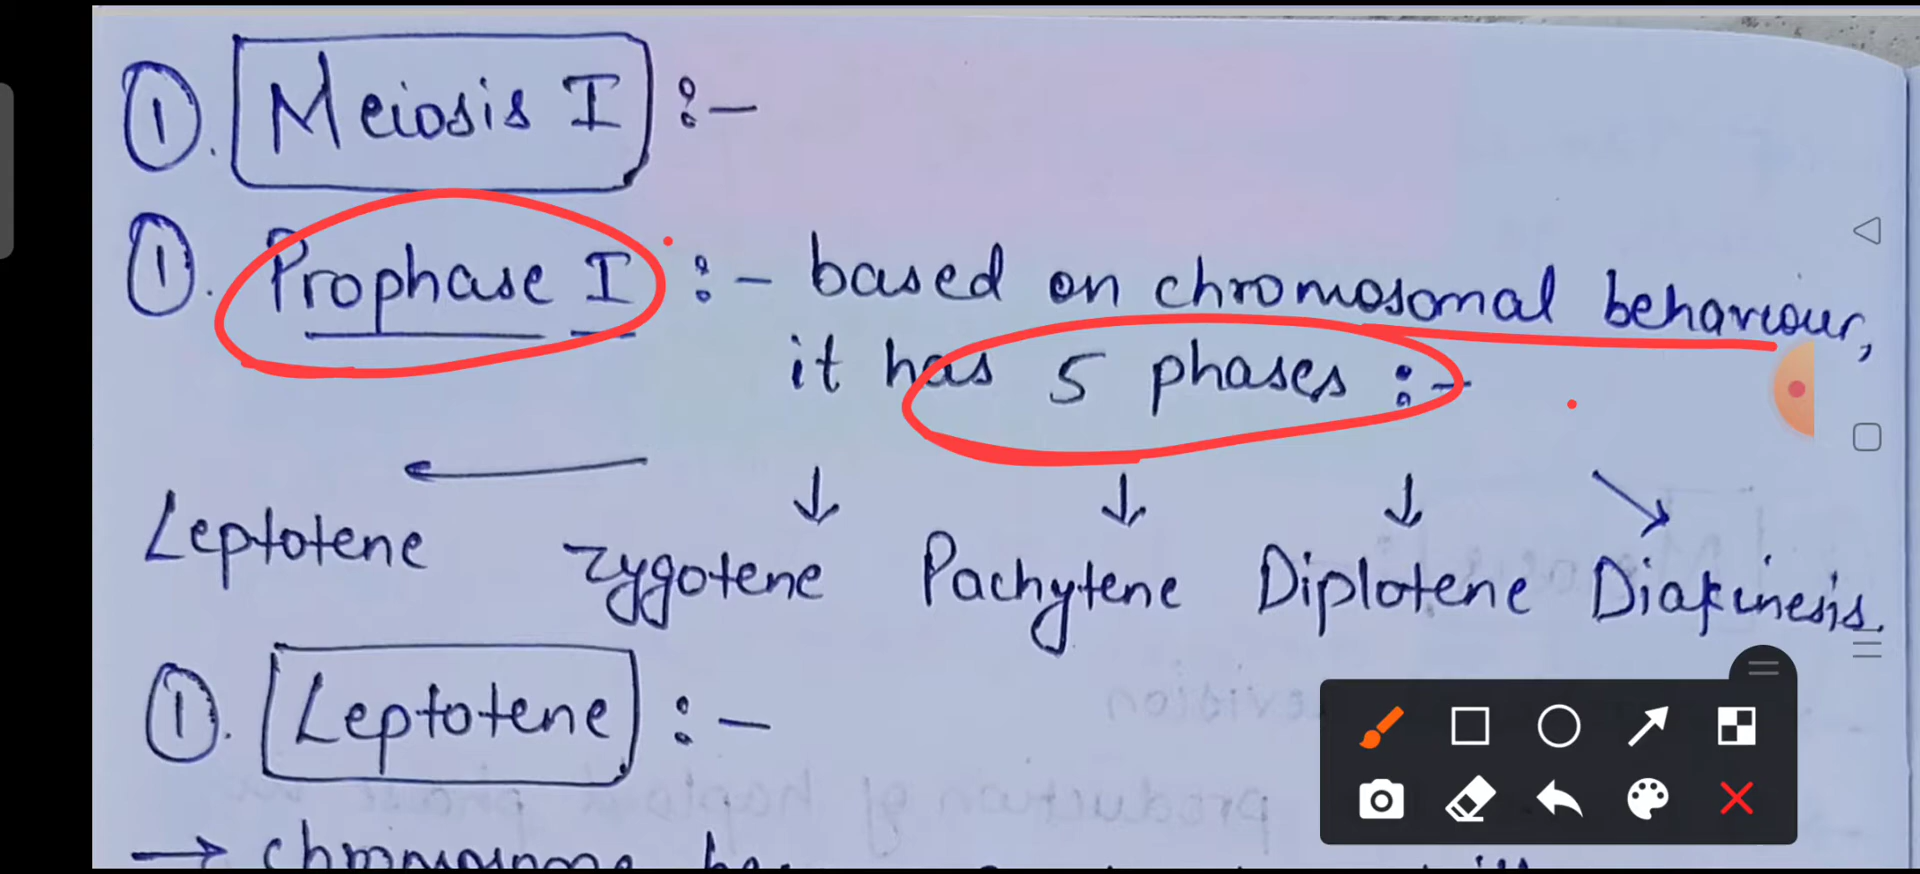 ① Meiosis I :-
① Prophase I :- based on chromosomal behaviour,
it has 5 phases :-
Leptotene Zygotene Pachytene Diplotene Diakinesis.
① Leptotene :-
→ chromosome